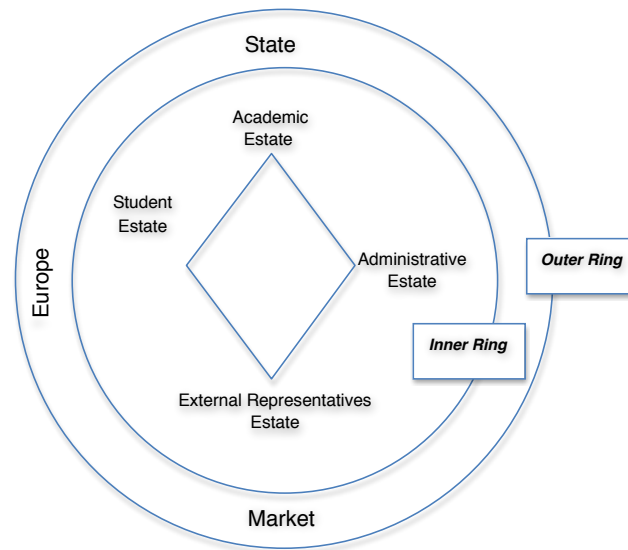 State
Academic
Estate
Student
Estate
Europe
Administrative
Estate
Outer Ring
Inner Ring
External Representatives
Estate
Market